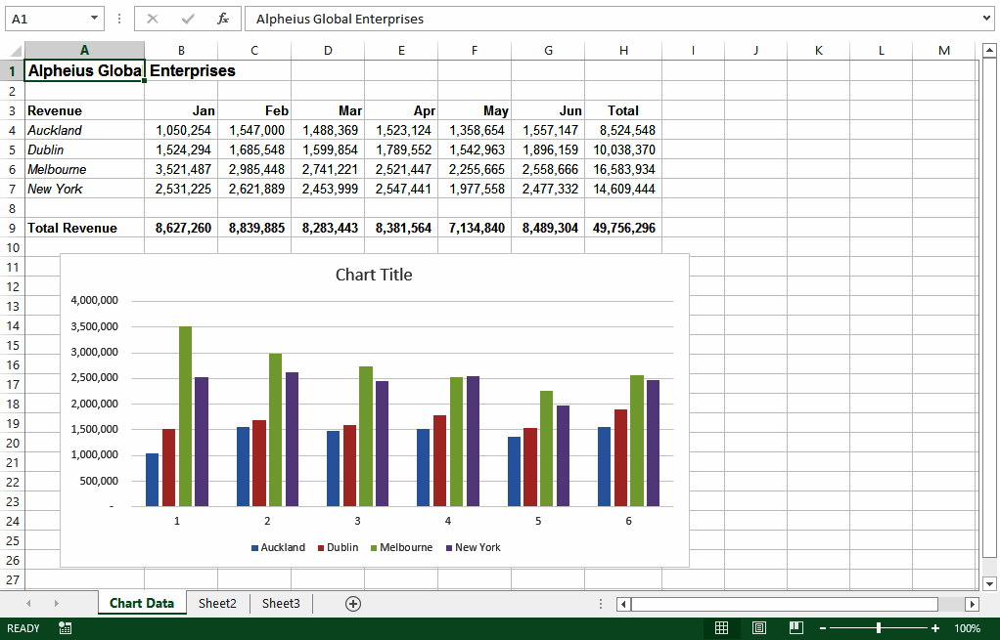 A1 fx Alpheius Global Enterprises
A B C D E F G H I J K L M
1 Alpheius Globa Enterprises
2
3 Revenue Jan Feb Mar Apr May Jun Total
4 Auckland 1,050,254 1,547,000 1,488,369 1,523,124 1,358,654 1,557,147 8,524,548
5 Dublin 1,524,294 1,685,548 1,599,854 1,789,552 1,542,963 1,896,159 10,038,370
6 Melbourne 3,521,487 2,985,448 2,741,221 2,521,447 2,255,665 2,558,666 16,583,934
7 New York 2,531,225 2,621,889 2,453,999 2,547,441 1,977,558 2,477,332 14,609,444
8
9 Total Revenue 8,627,260 8,839,885 8,283,443 8,381,564 7,134,840 8,489,304 49,756,296
10
11
12
13
14
15
16
17
18
19
20
21
22
23
24
25
26
27
Chart Title
4,000,000
3,500,000
3,000,000
2,500,000
2,000,000
1,500,000
1,000,000
500,000
-
1 2 3 4 5 6
Auckland Dublin Melbourne New York
Chart Data Sheet2 Sheet3
READY 100%